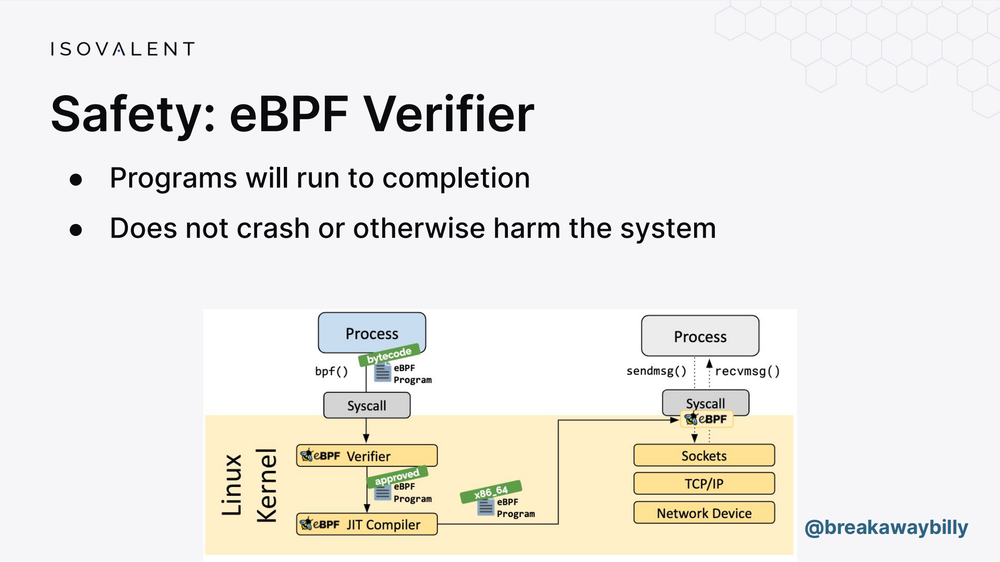 ISOVALENT
Safety: eBPF Verifier
● Programs will run to completion
● Does not crash or otherwise harm the system
Process
bytecode
bpf()
eBPF
Program
Syscall
Linux
Kernel
eBPF Verifier
approved
eBPF
Program
eBPF JIT Compiler
x86_64
eBPF
Program
Process
sendmsg()
recvmsg()
Syscall
eBPF
Sockets
TCP/IP
Network Device
@breakawaybilly